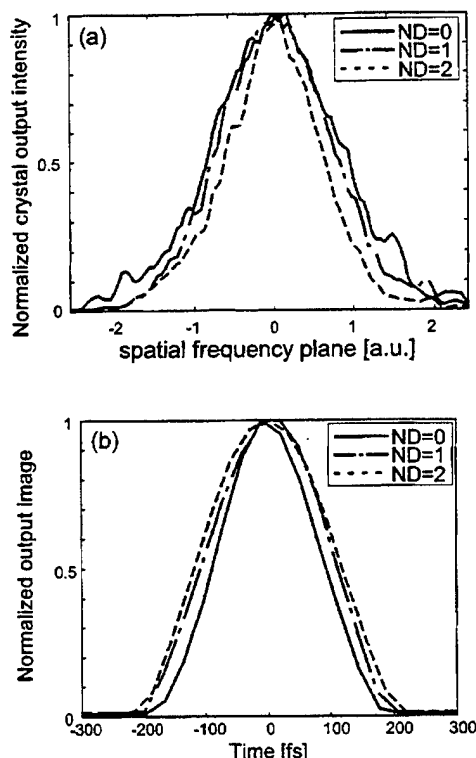 (a)
ND=0
ND=1
ND=2
Normalized crystal output intensity
1
0.5
0
-2 -1 0 1 2
spatial frequency plane [a.u.]
(b)
ND=0
ND=1
ND=2
Normalized output image
1
0.5
0
-300 -200 -100 0 100 200 300
Time [fs]